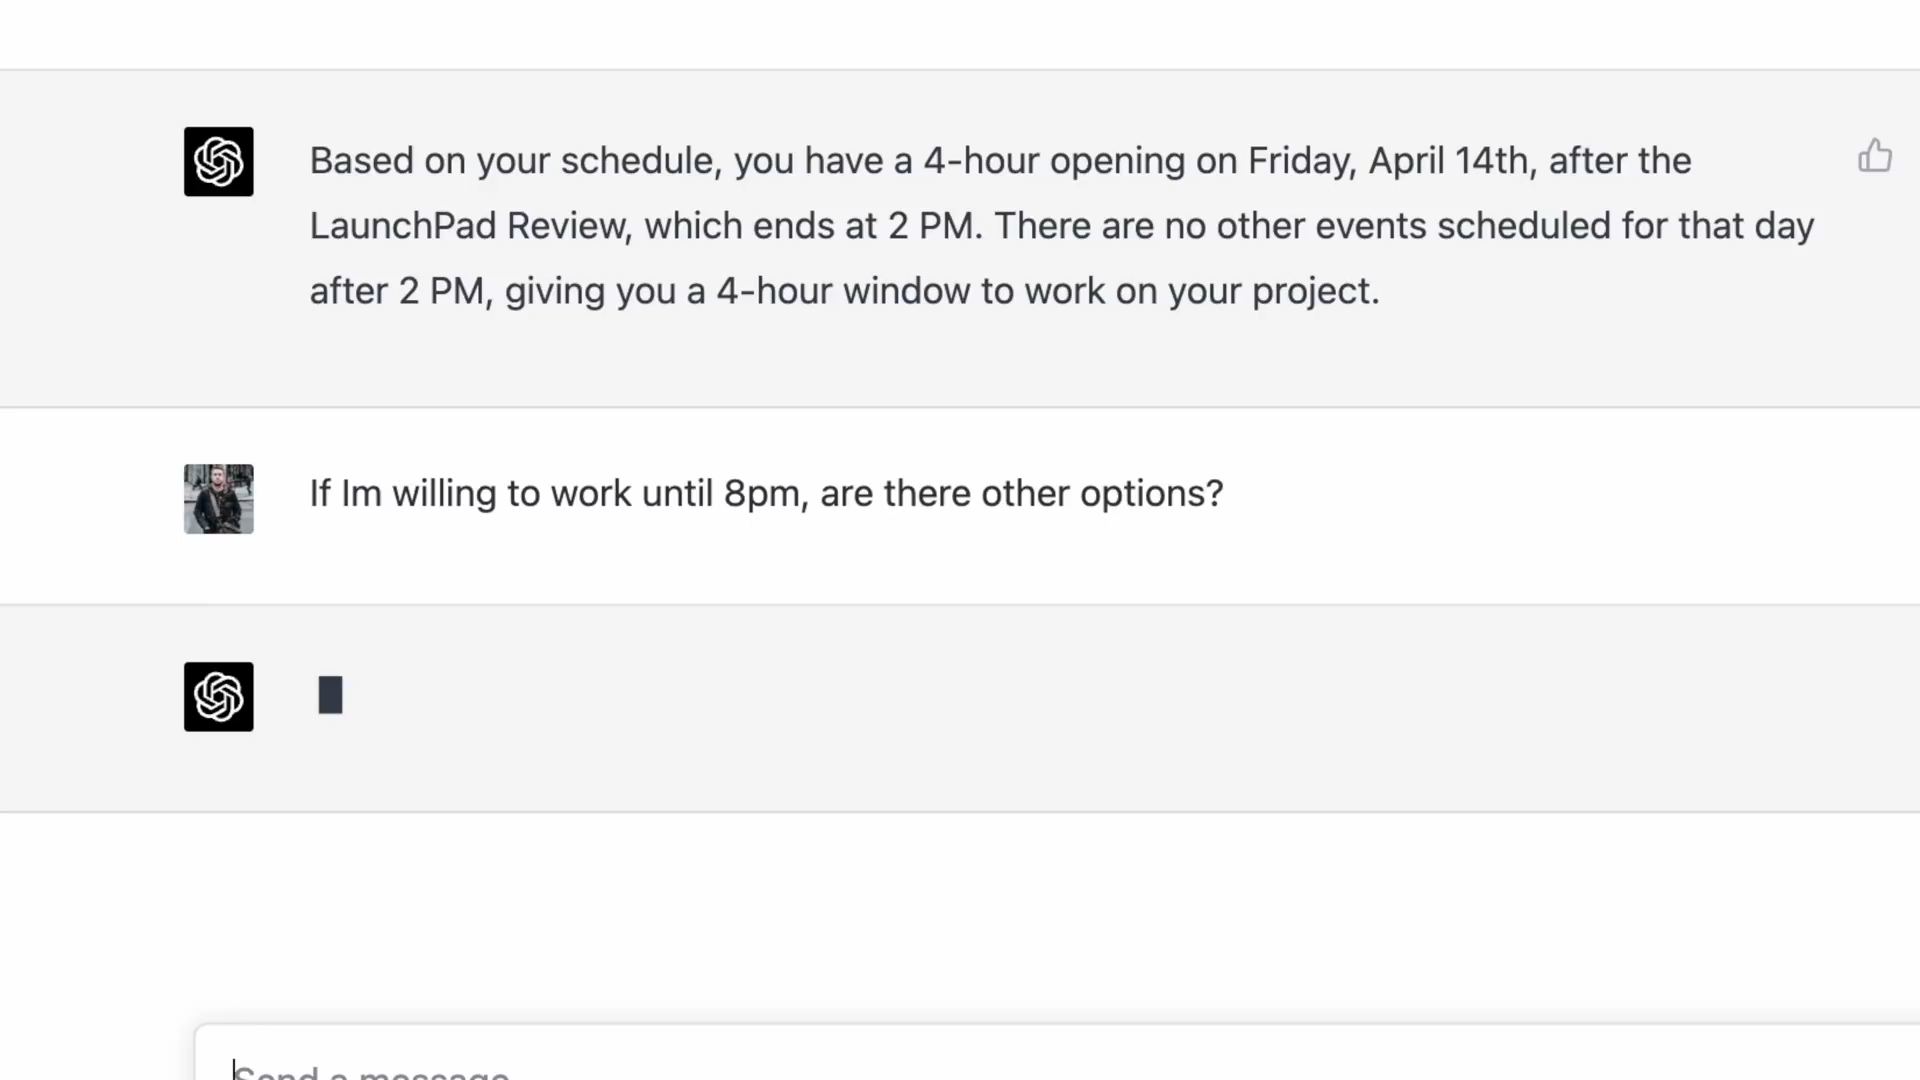 Based on your schedule, you have a 4-hour opening on Friday, April 14th, after the
LaunchPad Review, which ends at 2 PM. There are no other events scheduled for that day
after 2 PM, giving you a 4-hour window to work on your project.
If Im willing to work until 8pm, are there other options?
Send a message